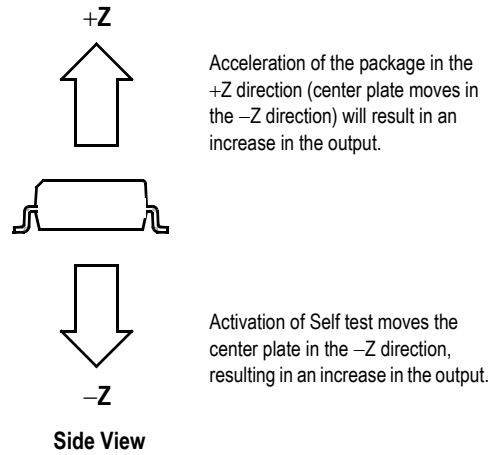 +Z
Acceleration of the package in the
+Z direction (center plate moves in
the −Z direction) will result in an
increase in the output.
Activation of Self test moves the
center plate in the −Z direction,
resulting in an increase in the output.
−Z
Side View